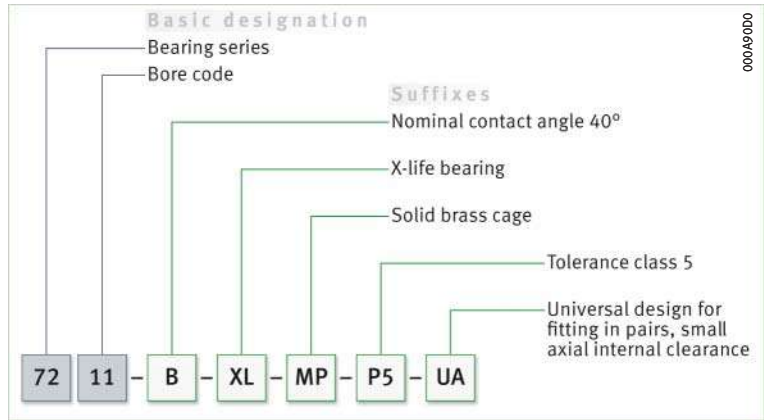 Basic designation
Bearing series
Bore code
Suffixes
Nominal contact angle 40°
X-life bearing
Solid brass cage
Tolerance class 5
Universal design for
fitting in pairs, small
axial internal clearance
72 11 – B – XL – MP – P5 – UA
000A90D0